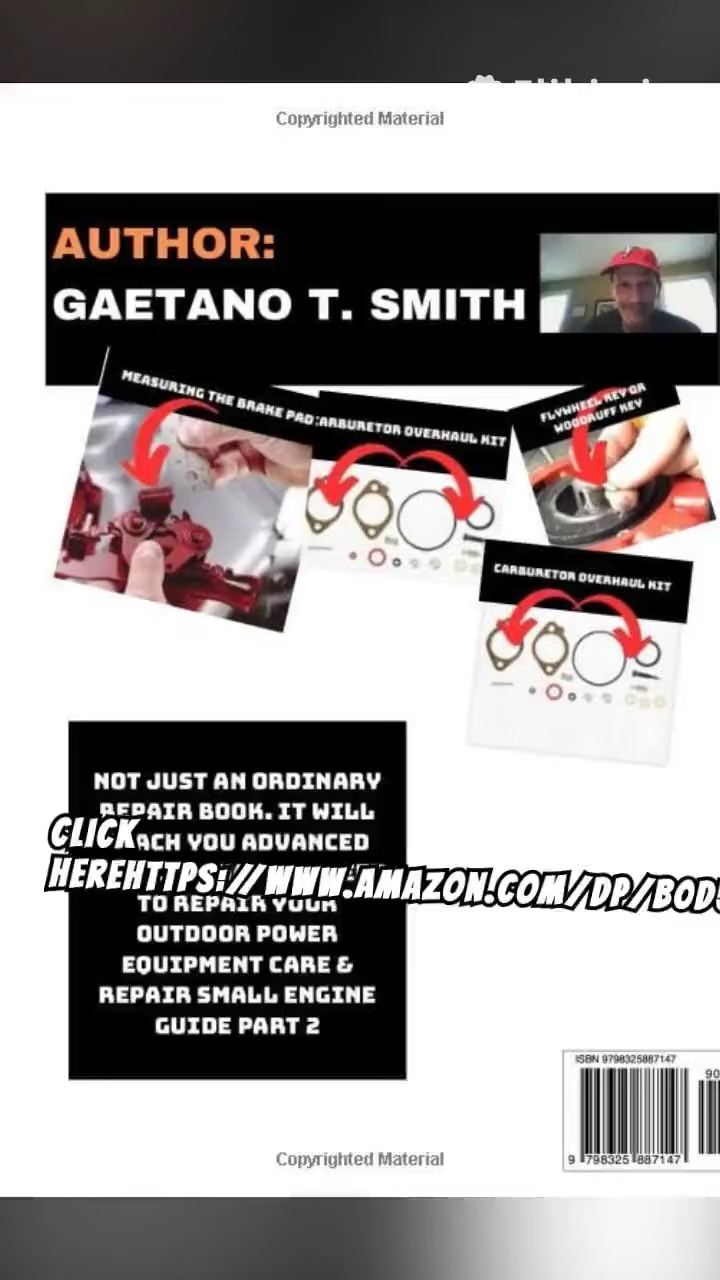 Copyrighted Material
AUTHOR:
GAETANO T. SMITH
MEASURING THE BRAKE PAD
CARBURETOR OVERHAUL KIT
FLYWHEEL KEY OR
WOODRUFF KEY
CARBURETOR OVERHAUL KIT
NOT JUST AN ORDINARY
REPAIR BOOK. IT WILL
CLICK
ACH YOU ADVANCED
HEREHTTPS://WWW.AMAZON.COM/DP/BOD
TO REPAIR YOUR
OUTDOOR POWER
EQUIPMENT CARE &
REPAIR SMALL ENGINE
GUIDE PART 2
ISBN 9798325887147
90
9 798325 887147
Copyrighted Material